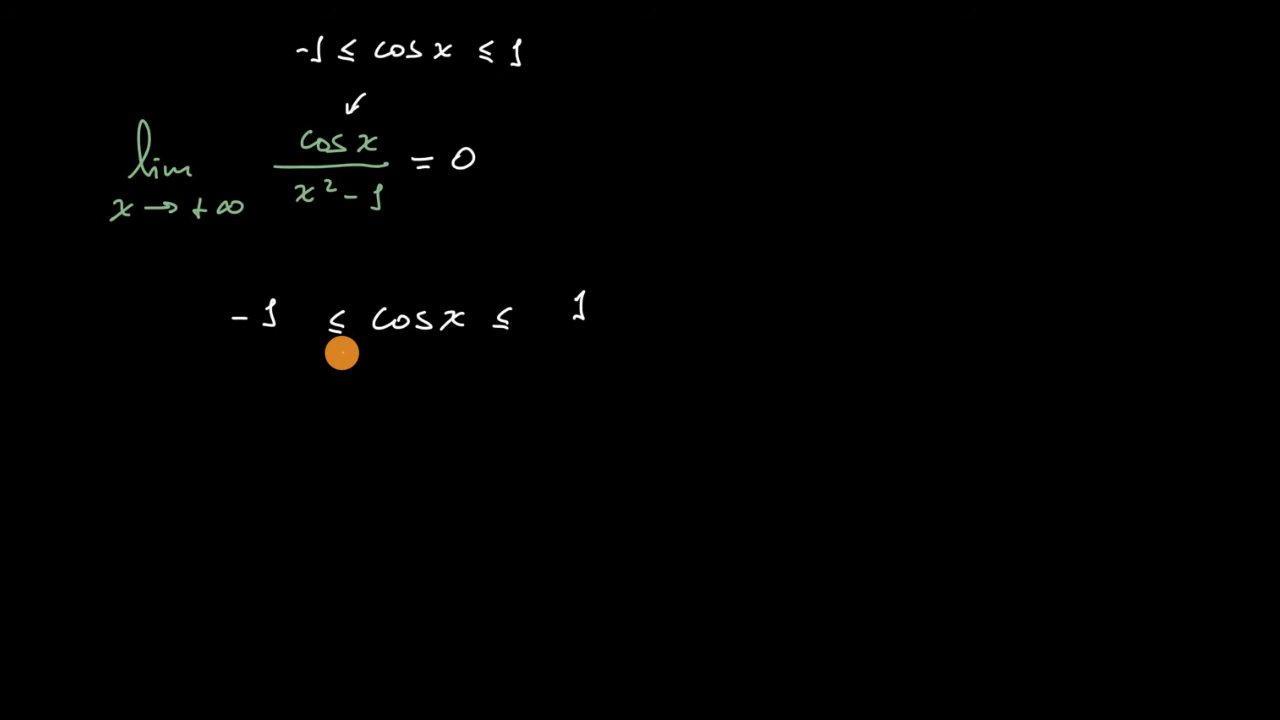 -1 ≤ cos x ≤ 1
lim cos x / x² - 1 = 0
x → +∞
-1 ≤ cos x ≤ 1